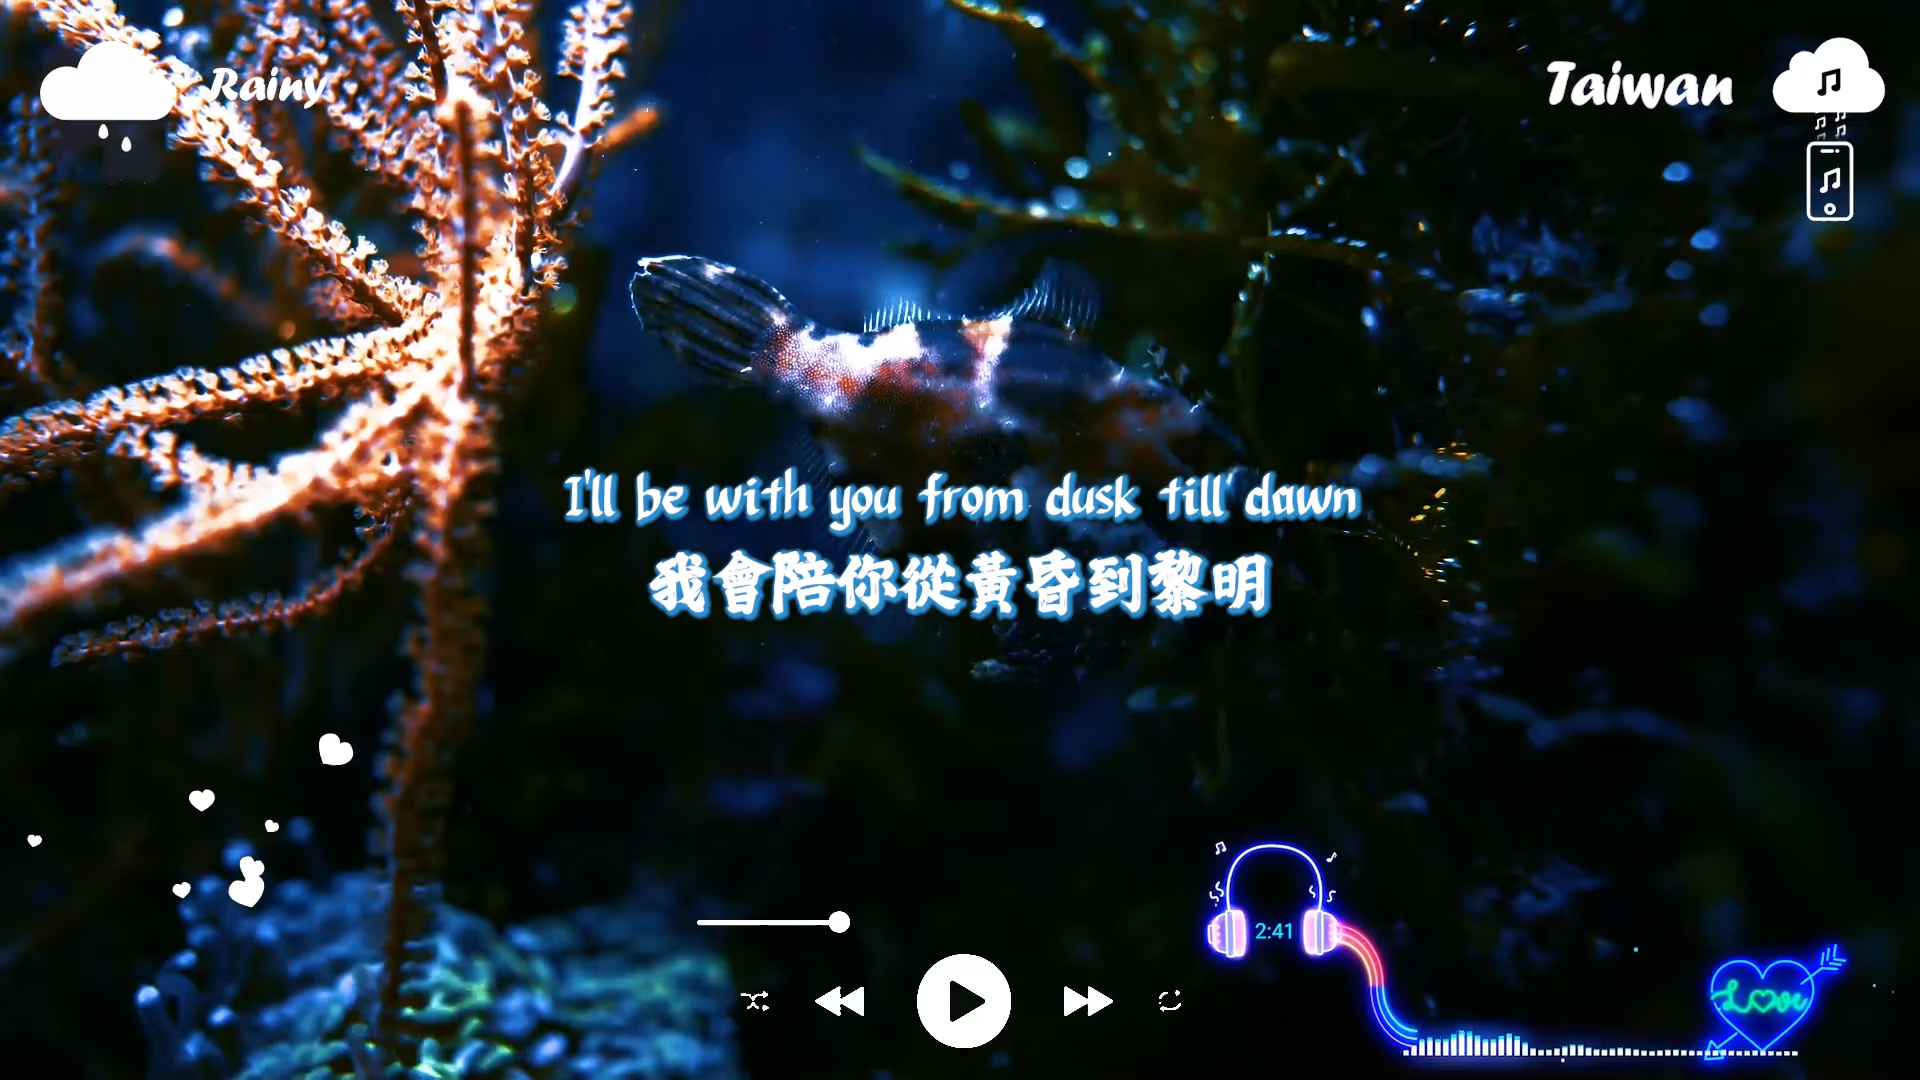 Rainy
Taiwan
I'll be with you from dusk till dawn
我會陪你從黃昏到黎明
2:41
Love